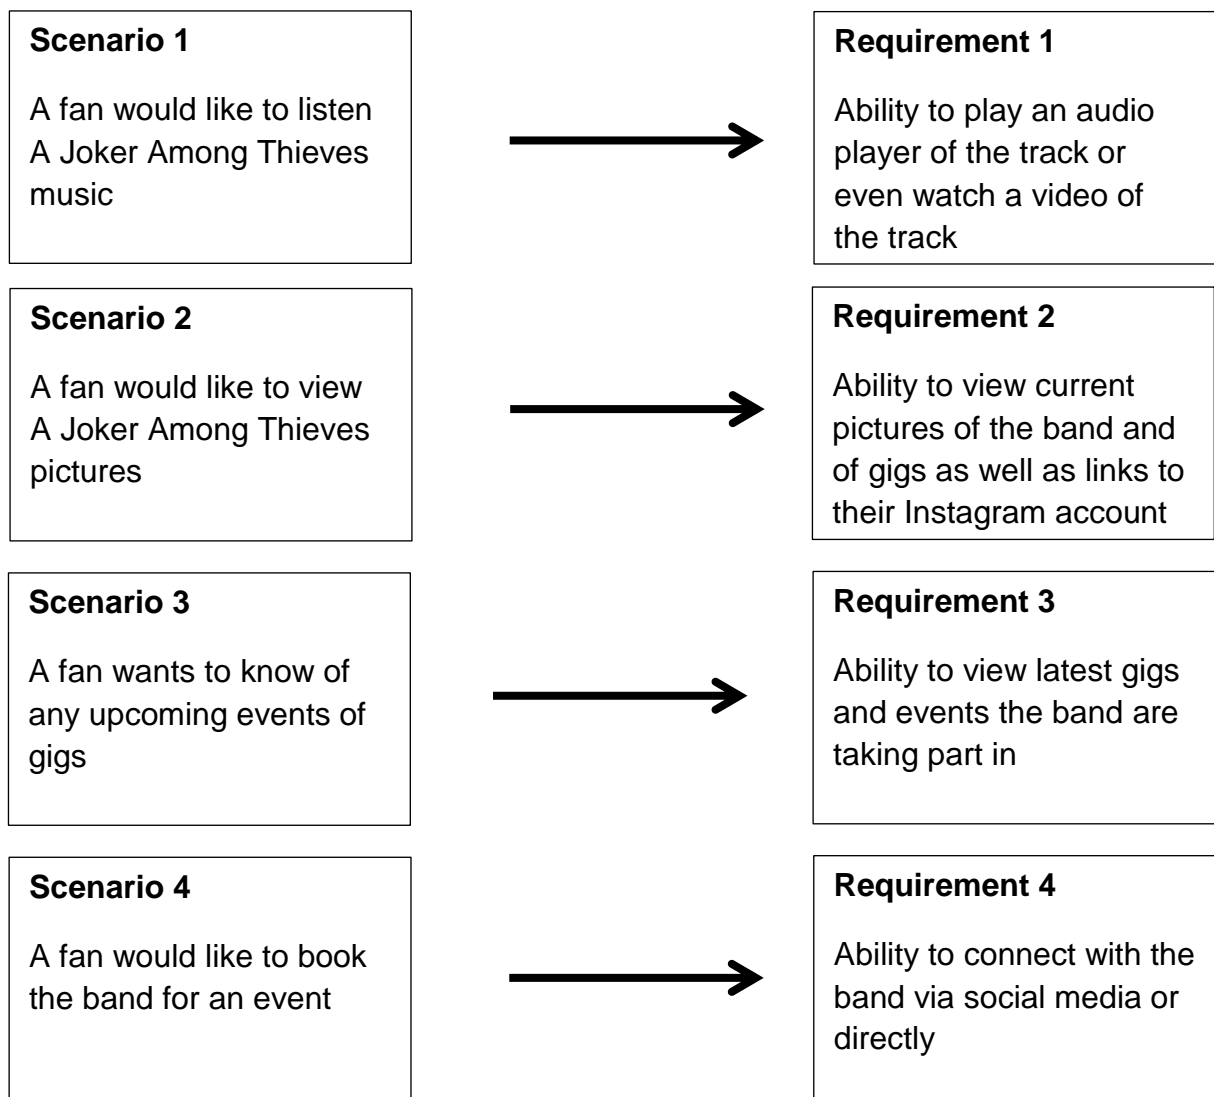 Scenario 1
A fan would like to listen
A Joker Among Thieves
music
Requirement 1
Ability to play an audio
player of the track or
even watch a video of
the track
Scenario 2
A fan would like to view
A Joker Among Thieves
pictures
Requirement 2
Ability to view current
pictures of the band and
of gigs as well as links to
their Instagram account
Scenario 3
A fan wants to know of
any upcoming events of
gigs
Requirement 3
Ability to view latest gigs
and events the band are
taking part in
Scenario 4
A fan would like to book
the band for an event
Requirement 4
Ability to connect with the
band via social media or
directly